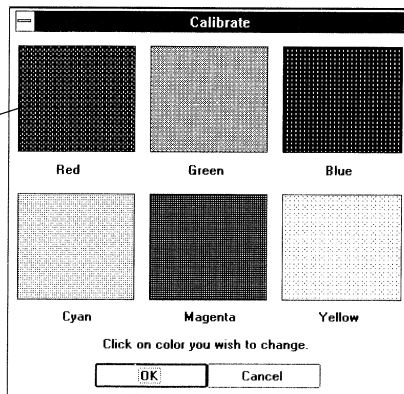 Calibrate
Red Green Blue
Cyan Magenta Yellow
Click on color you wish to change.
OK Cancel